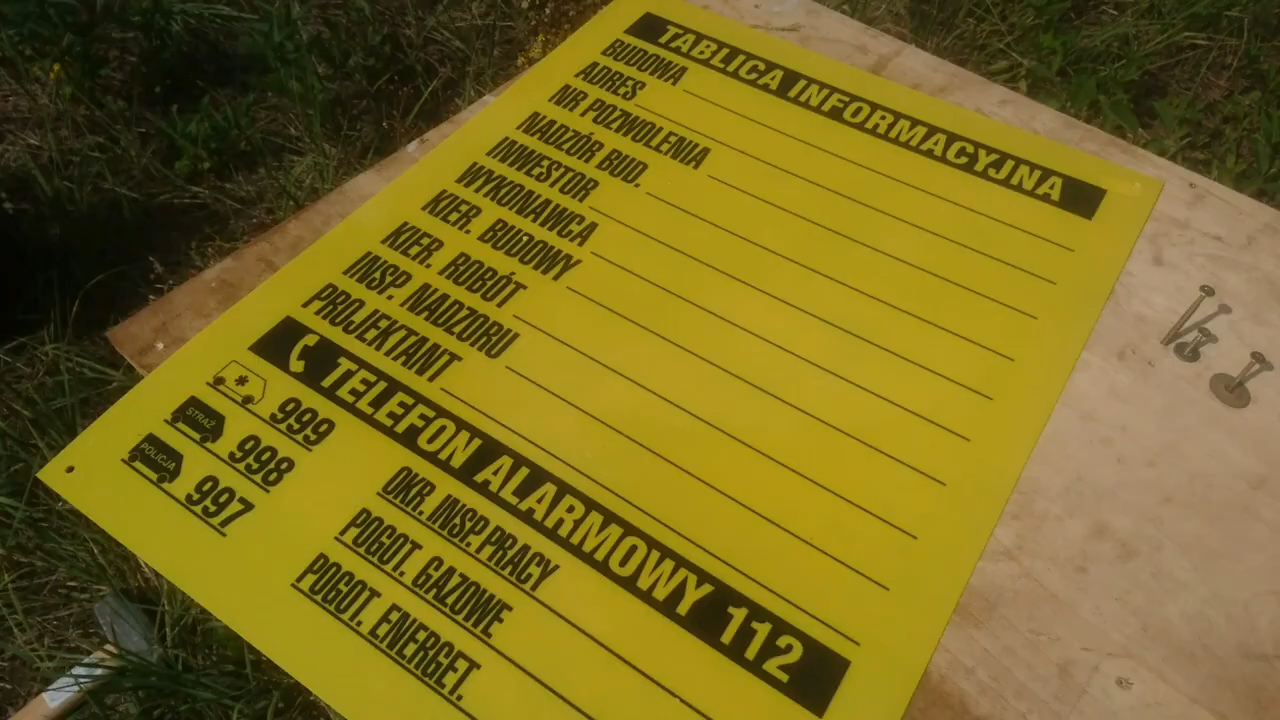 TABLICA INFORMACYJNA
BUDOWA
ADRES
NR POZWOLENIA
NADZÓR BUD.
INWESTOR
WYKONAWCA
KIER. BUDOWY
KIER. ROBÓT
INSP. NADZORU
PROJEKTANT
TELEFON ALARMOWY 112
999
STRAŻ 998
POLICJA 997
OKR. INSP. PRACY
POGOT. GAZOWE
POGOT. ENERGET.